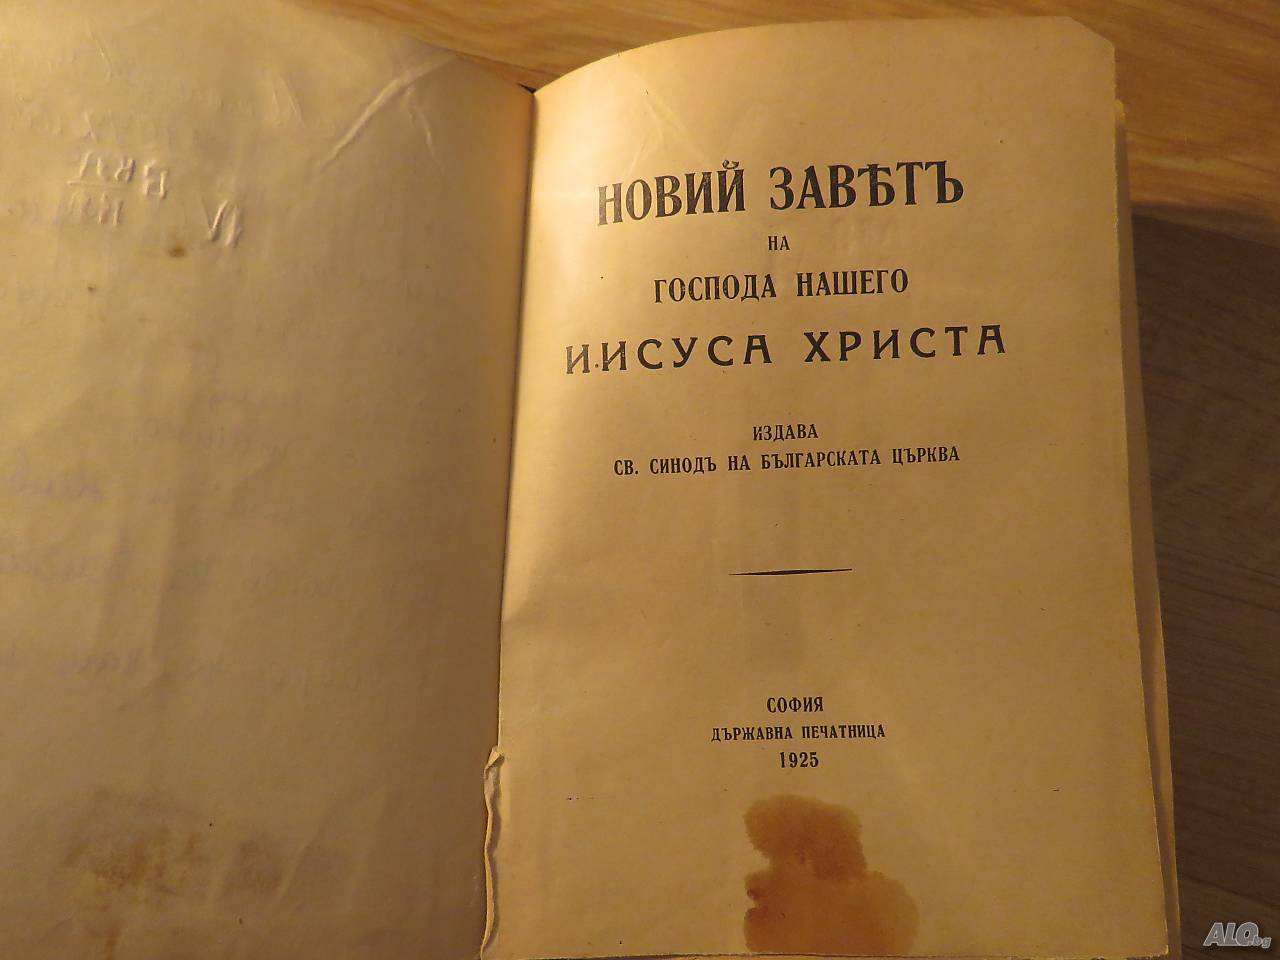 НОВИЙ ЗАВѢТЪ
НА
ГОСПОДА НАШЕГО
ИИСУСА ХРИСТА
ИЗДАВА
СВ. СИНОДЪ НА БЪЛГАРСКАТА ЦЪРКВА
СОФИЯ
ДЪРЖАВНА ПЕЧАТНИЦА
1925
ALO.bg